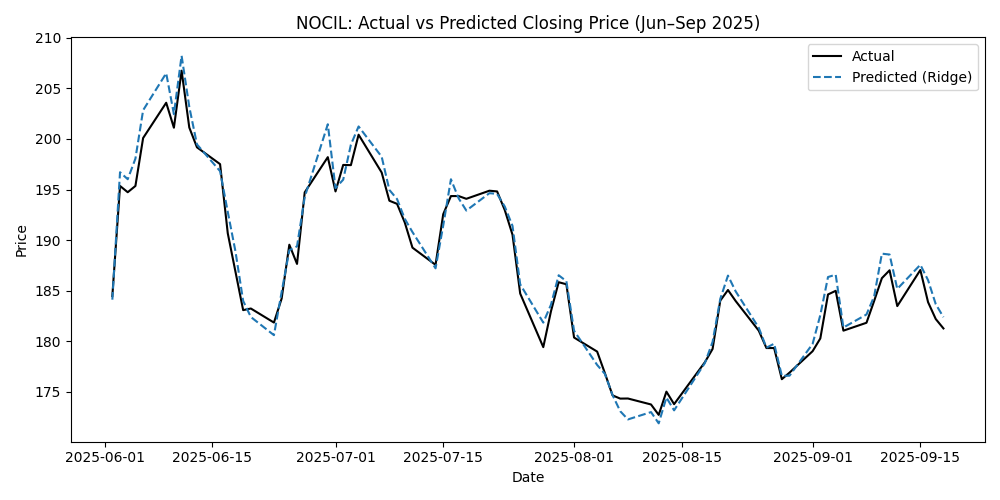 NOCIL: Actual vs Predicted Closing Price (Jun–Sep 2025)
Actual
Predicted (Ridge)
Price
210
205
200
195
190
185
180
175
2025-06-01 2025-06-15 2025-07-01 2025-07-15 2025-08-01 2025-08-15 2025-09-01 2025-09-15
Date